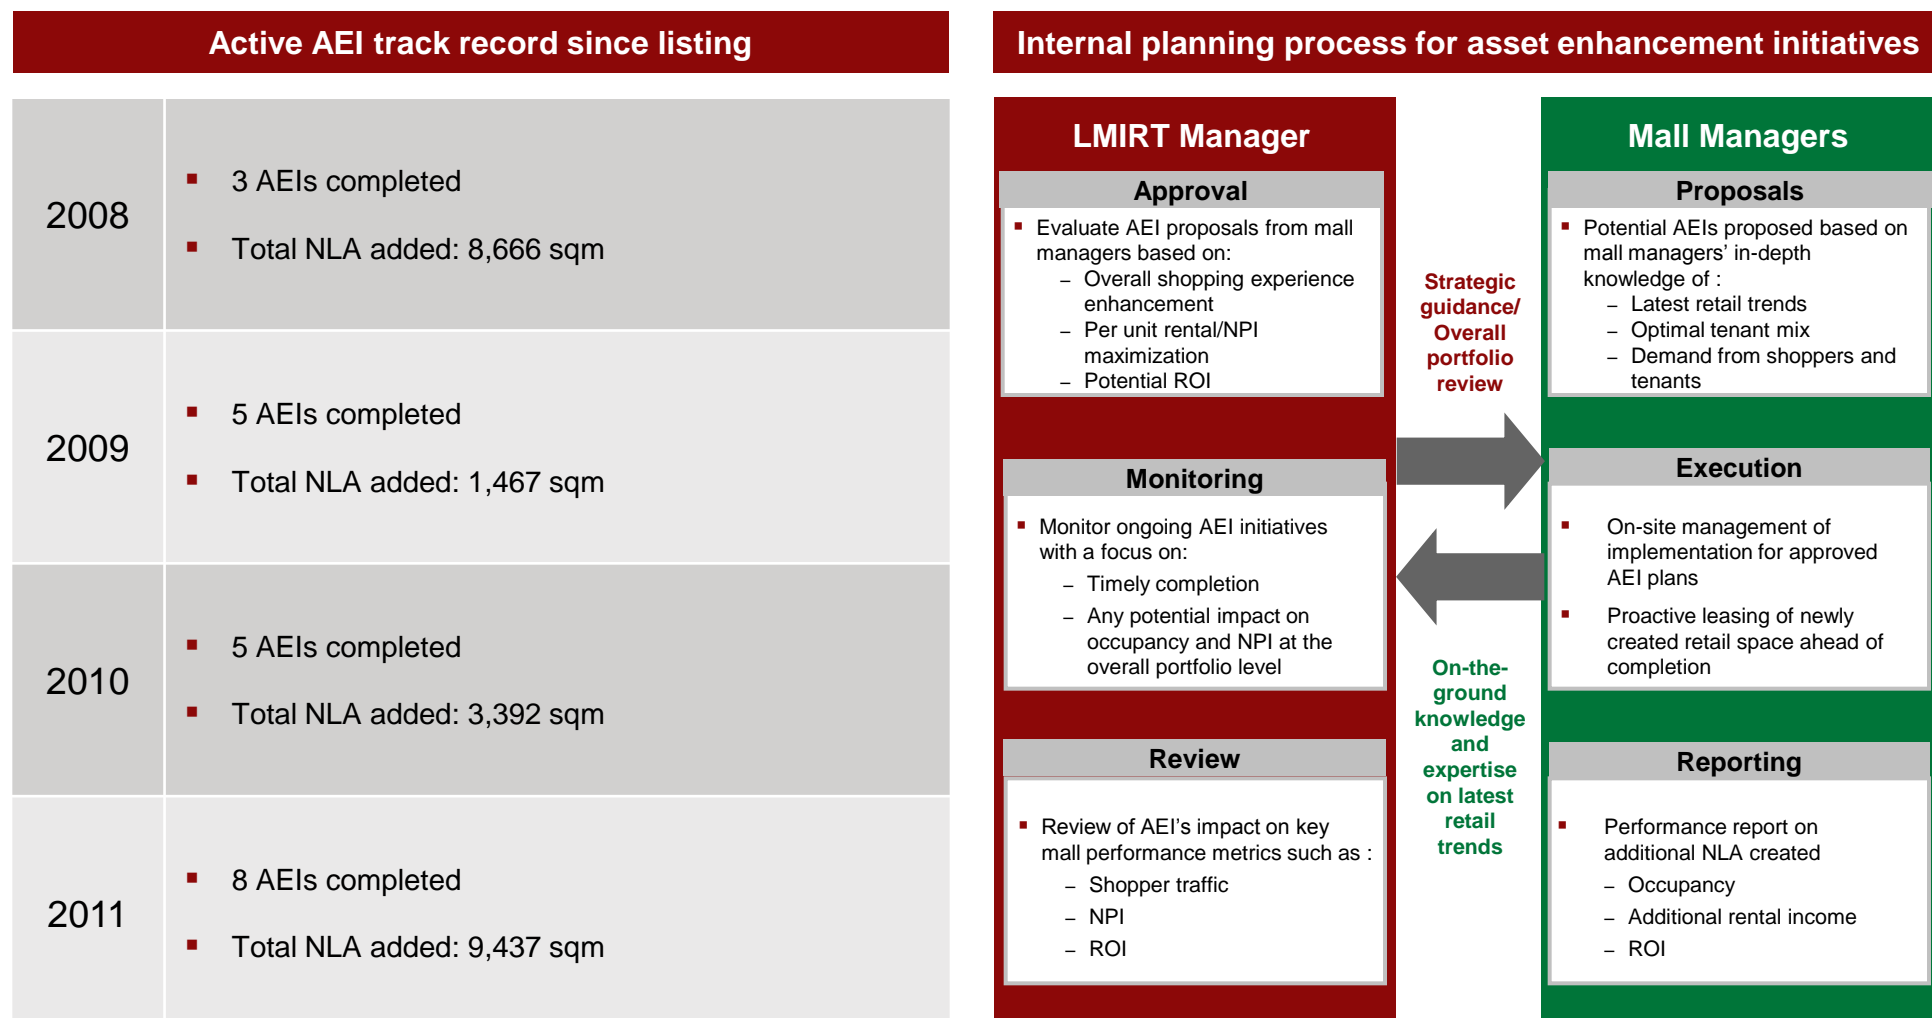 Active AEI track record since listing
2008
▪ 3 AEIs completed
▪ Total NLA added: 8,666 sqm
2009
▪ 5 AEIs completed
▪ Total NLA added: 1,467 sqm
2010
▪ 5 AEIs completed
▪ Total NLA added: 3,392 sqm
2011
▪ 8 AEIs completed
▪ Total NLA added: 9,437 sqm
Internal planning process for asset enhancement initiatives
LMIRT Manager
Approval
▪ Evaluate AEI proposals from mall
managers based on:
– Overall shopping experience
enhancement
– Per unit rental/NPI
maximization
– Potential ROI
Monitoring
▪ Monitor ongoing AEI initiatives
with a focus on:
– Timely completion
– Any potential impact on
occupancy and NPI at the
overall portfolio level
Review
▪ Review of AEI’s impact on key
mall performance metrics such as :
– Shopper traffic
– NPI
– ROI
Strategic
guidance/
Overall
portfolio
review
On-the-
ground
knowledge
and
expertise
on latest
retail
trends
Mall Managers
Proposals
▪ Potential AEIs proposed based on
mall managers’ in-depth
knowledge of :
– Latest retail trends
– Optimal tenant mix
– Demand from shoppers and
tenants
Execution
▪ On-site management of
implementation for approved
AEI plans
▪ Proactive leasing of newly
created retail space ahead of
completion
Reporting
▪ Performance report on
additional NLA created
– Occupancy
– Additional rental income
– ROI